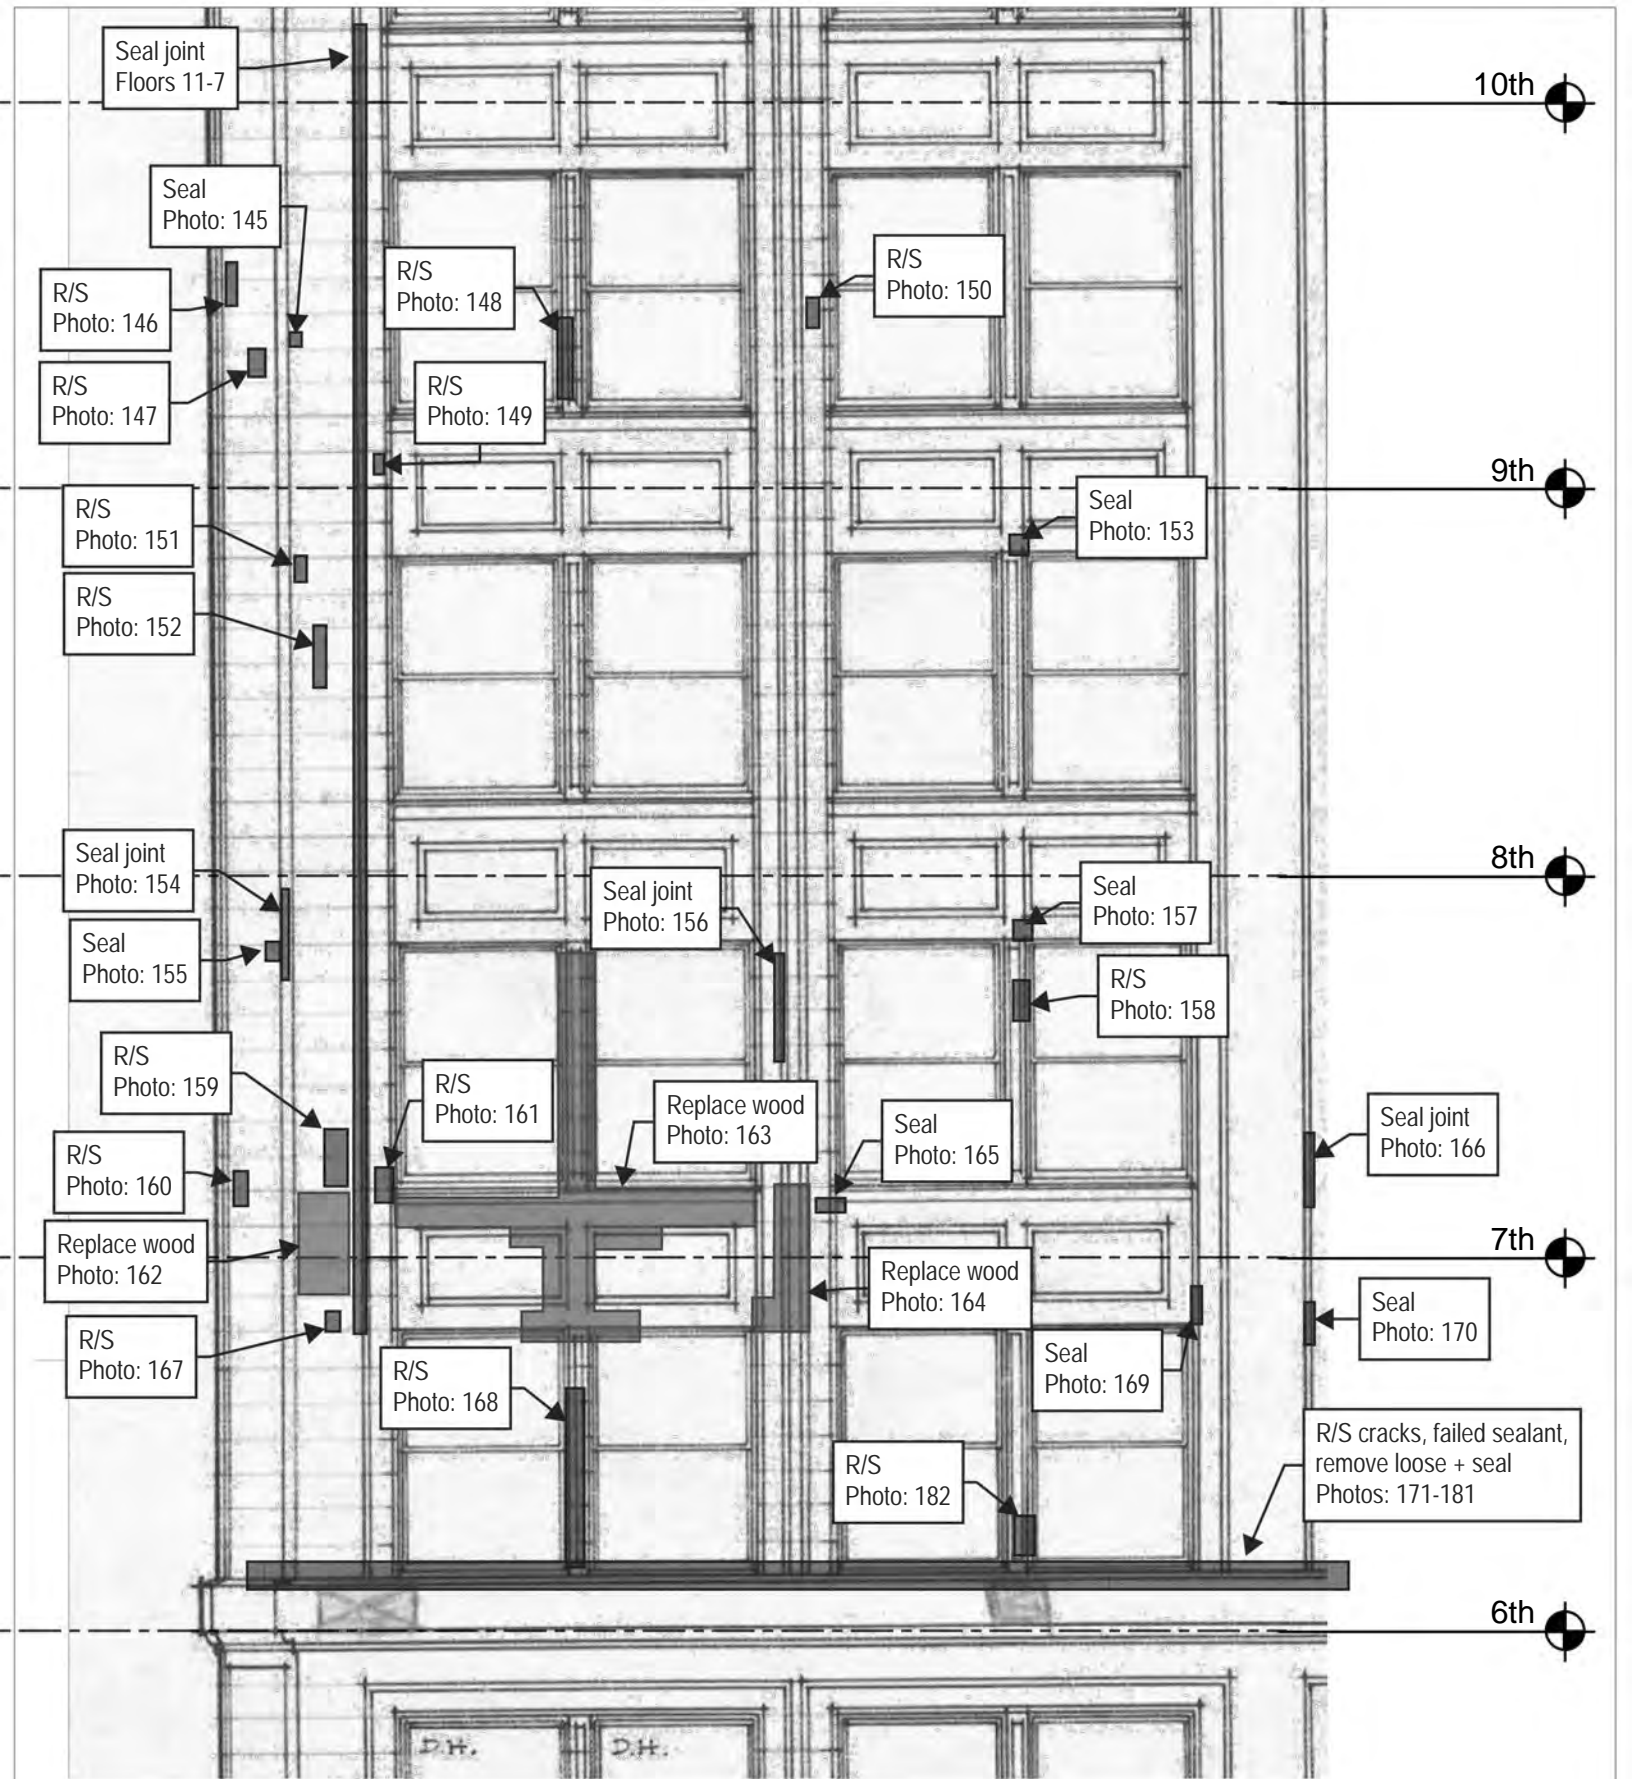 Seal joint
Floors 11-7
10th
Seal
Photo: 145
R/S
Photo: 146
R/S
Photo: 148
R/S
Photo: 150
R/S
Photo: 147
R/S
Photo: 149
9th
R/S
Photo: 151
Seal
Photo: 153
R/S
Photo: 152
8th
Seal joint
Photo: 154
Seal joint
Photo: 156
Seal
Photo: 157
Seal
Photo: 155
R/S
Photo: 158
R/S
Photo: 159
R/S
Photo: 161
Replace wood
Photo: 163
Seal
Photo: 165
Seal joint
Photo: 166
R/S
Photo: 160
7th
Replace wood
Photo: 162
Replace wood
Photo: 164
Seal
Photo: 170
R/S
Photo: 167
R/S
Photo: 168
Seal
Photo: 169
R/S cracks, failed sealant,
remove loose + seal
Photos: 171-181
R/S
Photo: 182
6th
D.H.
D.H.